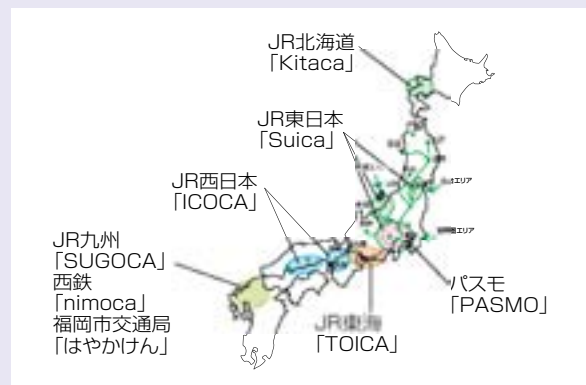 JR北海道
「Kitaca」
JR東日本
「Suica」
JR西日本
「ICOCA」
JR九州
「SUGOCA」
西鉄
「nimoca」
福岡市交通局
「はやかけん」
JR東海
「TOICA」
パスモ
「PASMO」